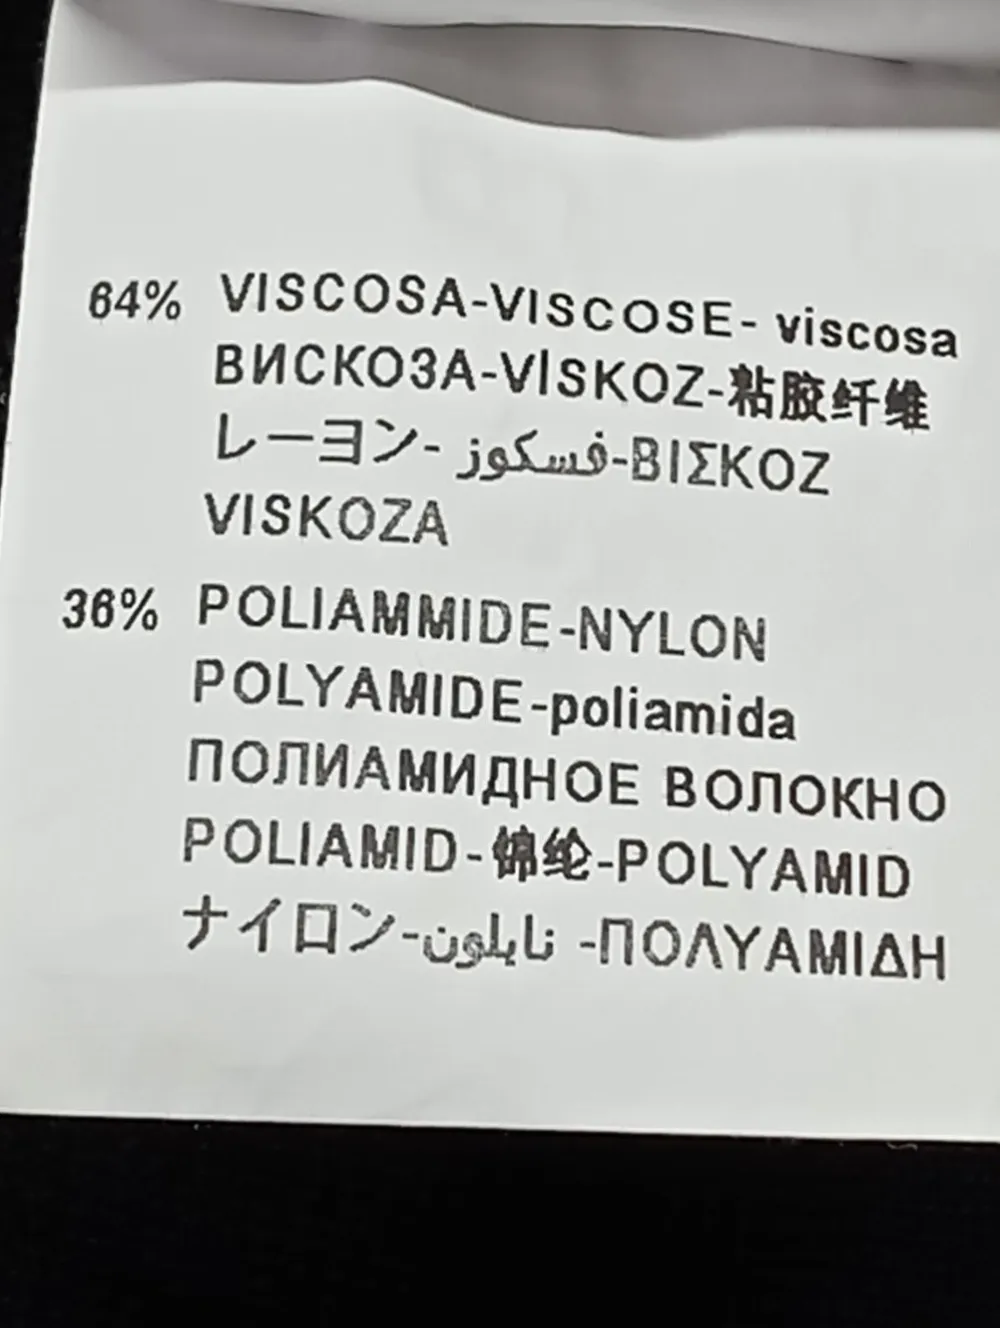 64% VISCOSA-VISCOSE- viscosa
ВИСКОЗА-VISKOZ-粘胶纤维
レーヨン- فسكوز-ΒΙΣΚΟΖ
VISKOZA
36% POLIAMMIDE-NYLON
POLYAMIDE-poliamida
ПОЛИАМИДНОЕ ВОЛОКНО
POLIAMID-锦纶-POLYAMID
ナイロン-نايلون -ΠΟΛΥΑΜΙΔΗ